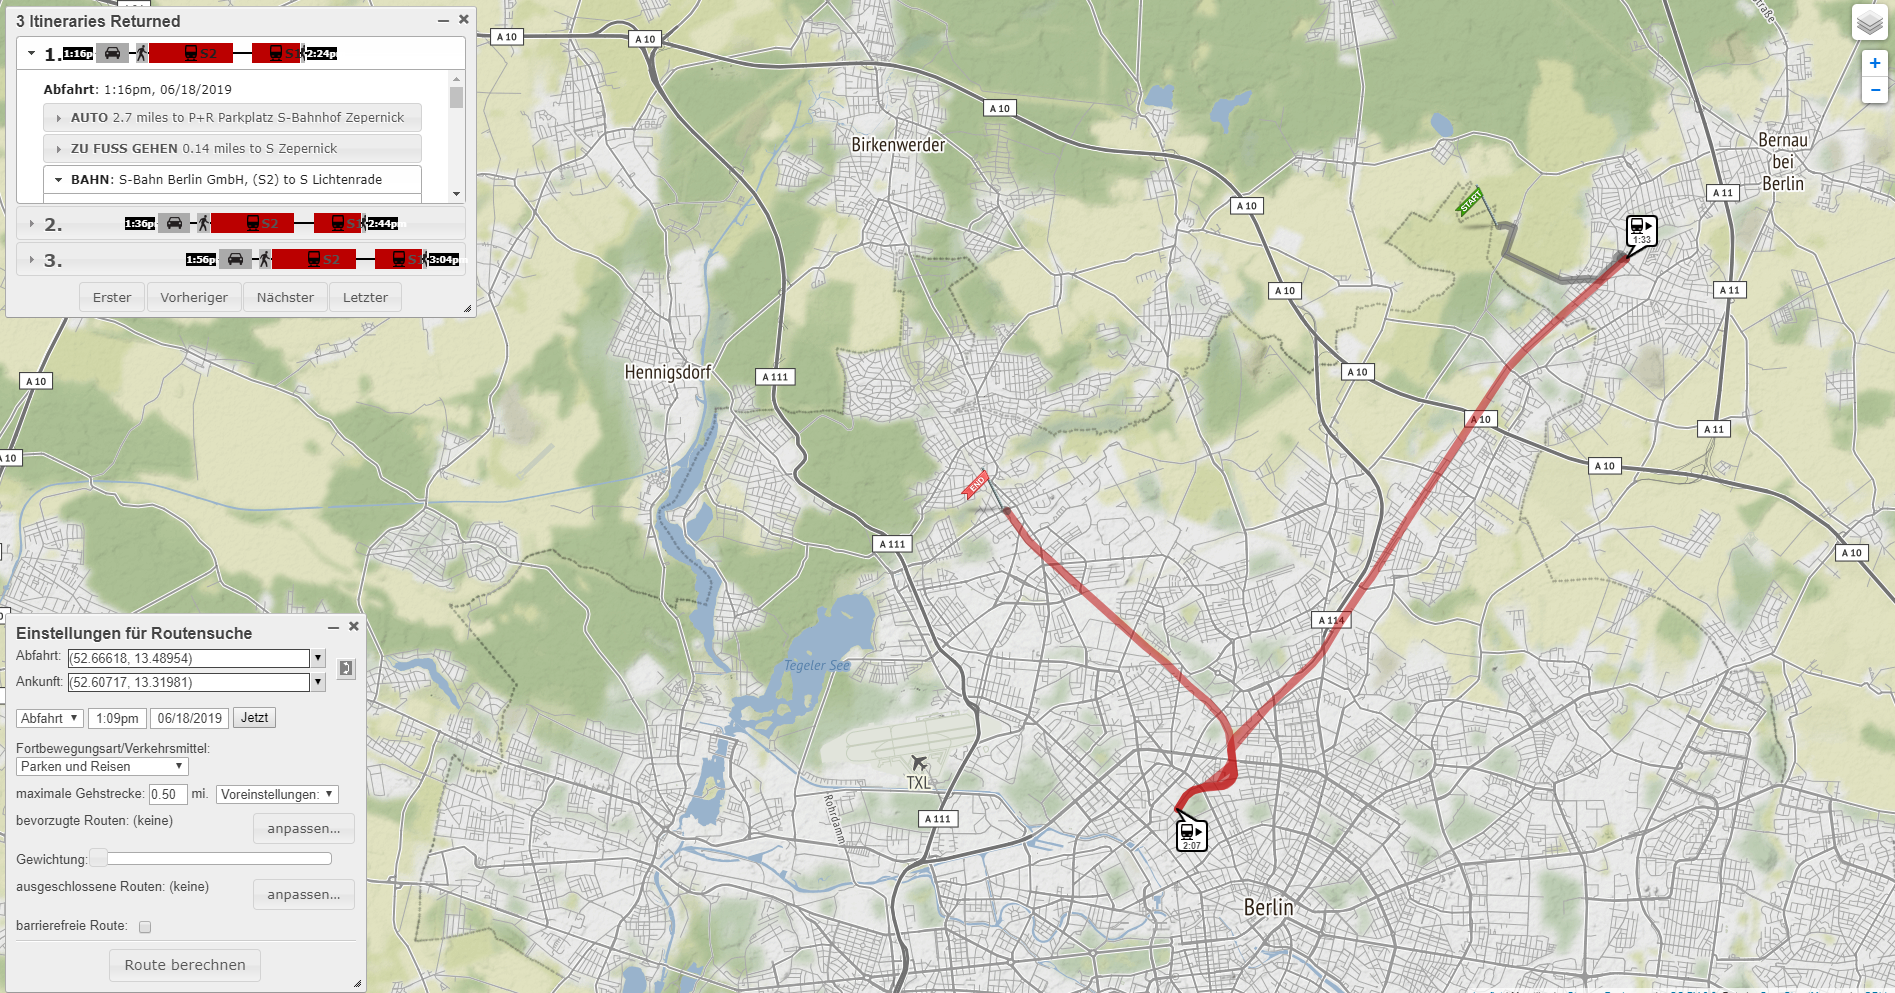 3 Itineraries Returned
1. 1:16p S2 2:24pm
Abfahrt: 1:16pm, 06/18/2019
AUTO 2.7 miles to P+R Parkplatz S-Bahnhof Zepernick
ZU FUSS GEHEN 0.14 miles to S Zepernick
BAHN: S-Bahn Berlin GmbH, (S2) to S Lichtenrade
2. 1:36p S2 2:44pm
3. 1:56p S2 3:04pm
Erster Vorheriger Nächster Letzter
A 10
A 10
A 10
Birkenwerder
Bernau
bei
Berlin
A 11
A 10
START
1:33
A 10
A 11
Hennigsdorf
A 111
A 10
A 10
A 10
A 11
A 10
A 10
END
A 111
A 10
A 114
Tegeler See
TXL
Rohrdamm
A 111
2:07
Berlin
Einstellungen für Routensuche
Abfahrt: (52.66618, 13.48954)
Ankunft: (52.60717, 13.31981)
Abfahrt 1:09pm 06/18/2019 Jetzt
Fortbewegungsart/Verkehrsmittel:
Parken und Reisen
maximale Gehstrecke: 0.50 mi. Voreinstellungen:
bevorzugte Routen: (keine) anpassen...
Gewichtung:
ausgeschlossene Routen: (keine) anpassen...
barrierefreie Route:
Route berechnen